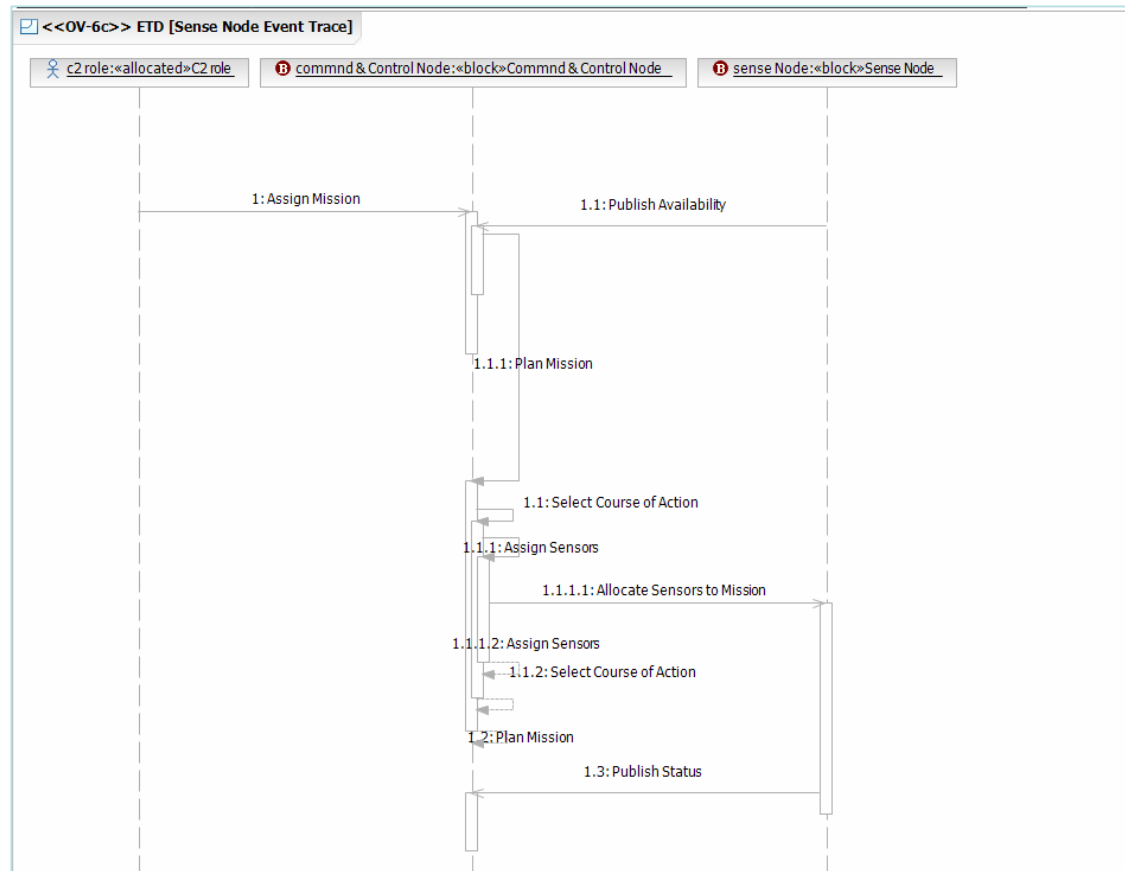 <<OV-6c>> ETD [Sense Node Event Trace]
c2 role:«allocated»C2 role
B commnd & Control Node:«block»Commnd & Control Node
B sense Node:«block»Sense Node
1: Assign Mission
1.1: Publish Availability
1.1.1: Plan Mission
1.1: Select Course of Action
1.1.1: Assign Sensors
1.1.1.1: Allocate Sensors to Mission
1.1.1.2: Assign Sensors
1.1.2: Select Course of Action
1.2: Plan Mission
1.3: Publish Status